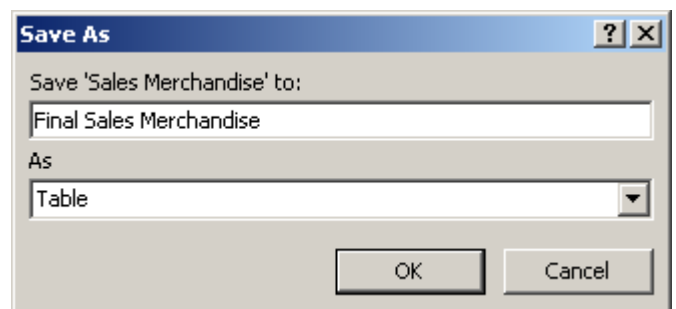 Save As
Save 'Sales Merchandise' to:
Final Sales Merchandise
As
Table
OK Cancel